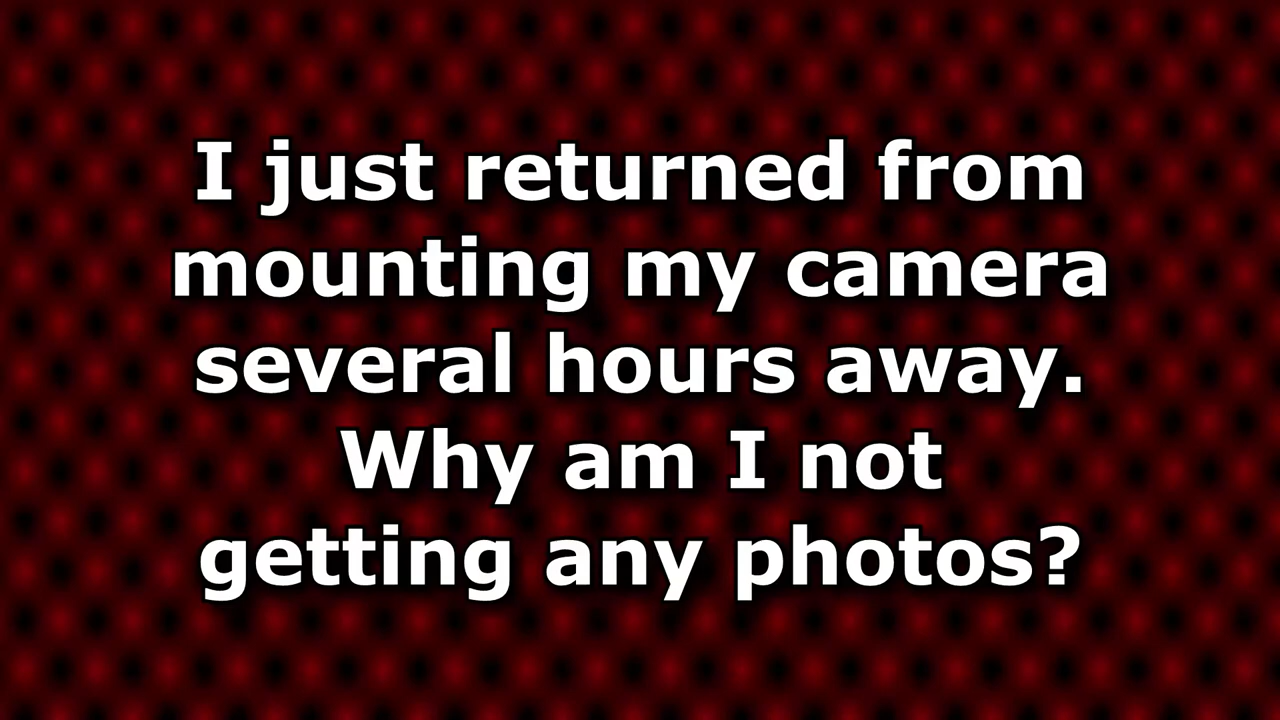 I just returned from
mounting my camera
several hours away.
Why am I not
getting any photos?